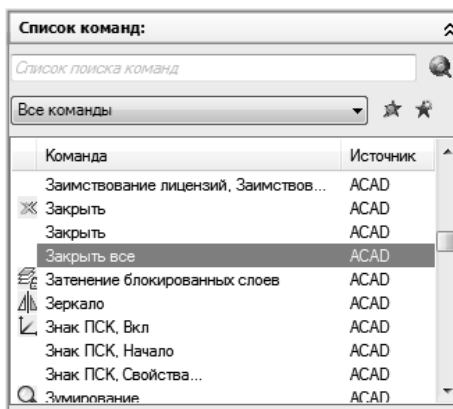 Список команд:
Список поиска команд
Все команды
Команда Источник
Заимствование лицензий, Заимствов... ACAD
Закрыть ACAD
Закрыть ACAD
Закрыть все ACAD
Затенение блокированных слоев ACAD
Зеркало ACAD
Знак ПСК, Вкл ACAD
Знак ПСК, Начало ACAD
Знак ПСК, Свойства... ACAD
Зумирование ACAD